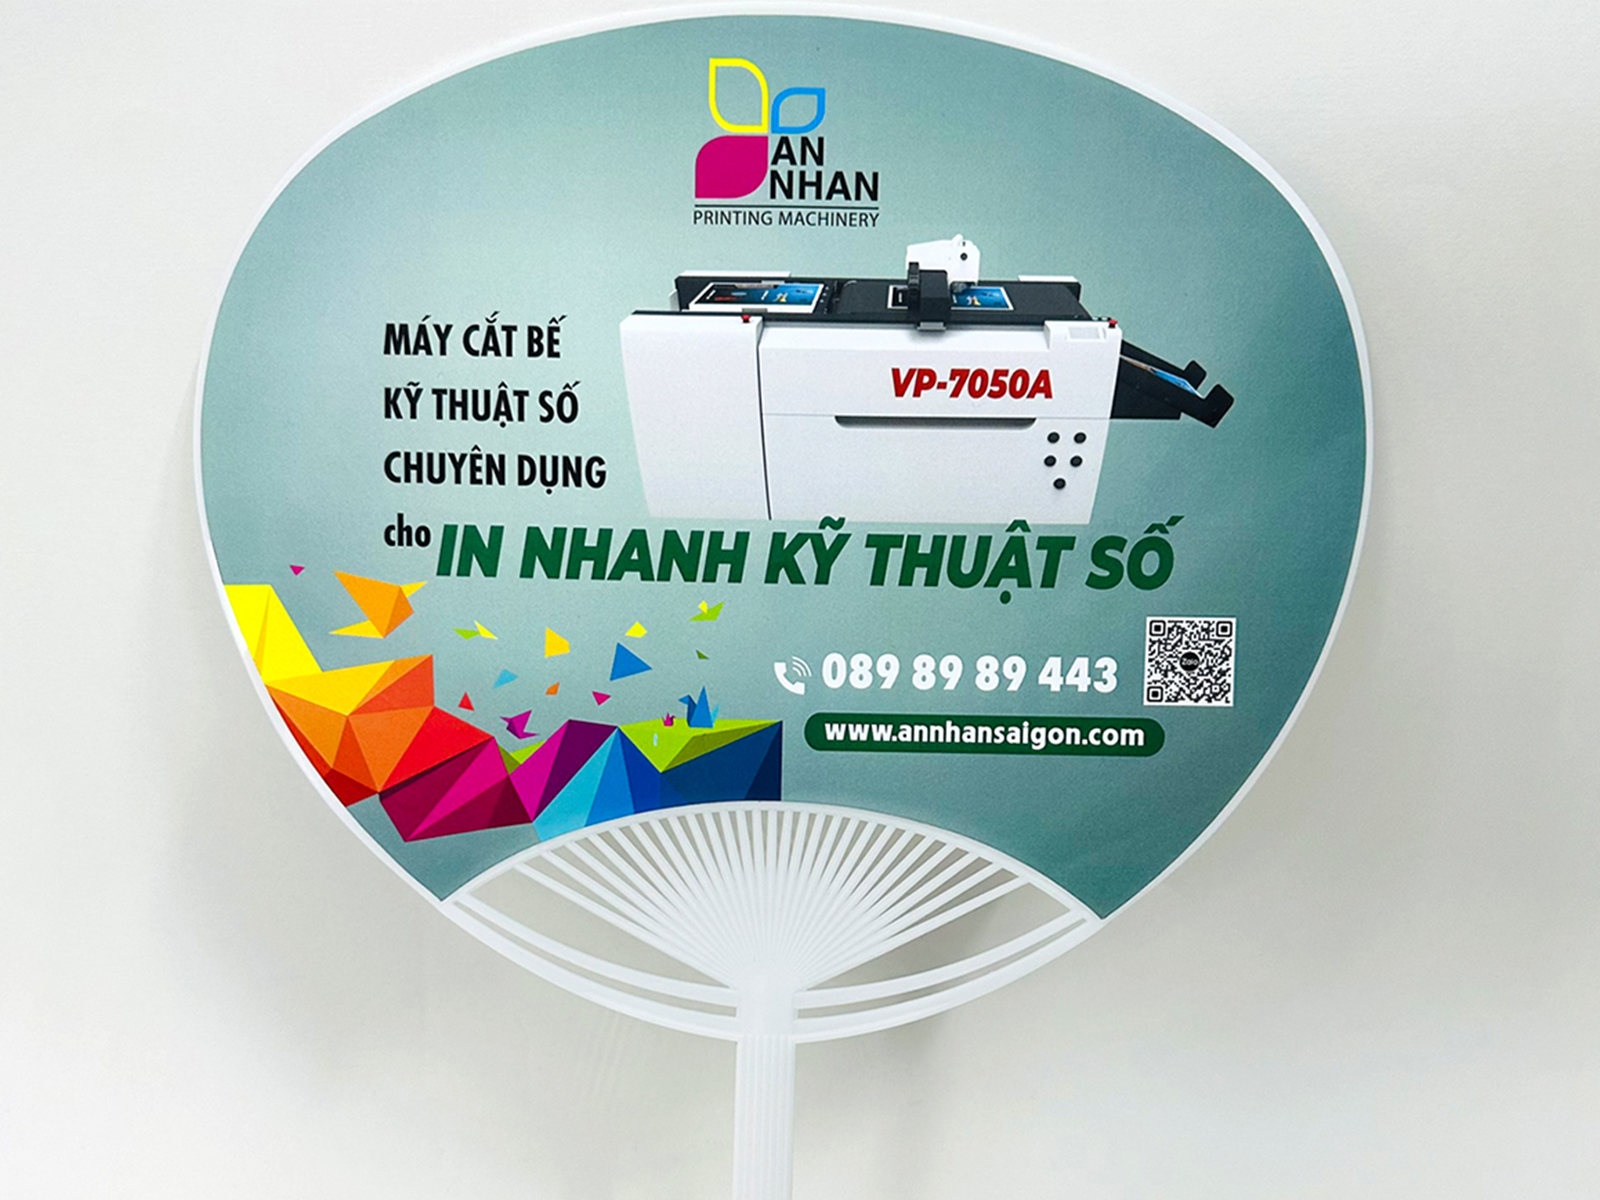 AN
NHAN
PRINTING MACHINERY
MÁY CẮT BẾ
KỸ THUẬT SỐ
CHUYÊN DỤNG
cho IN NHANH KỸ THUẬT SỐ
VP-7050A
089 89 89 443
Zalo
www.annhansaigon.com